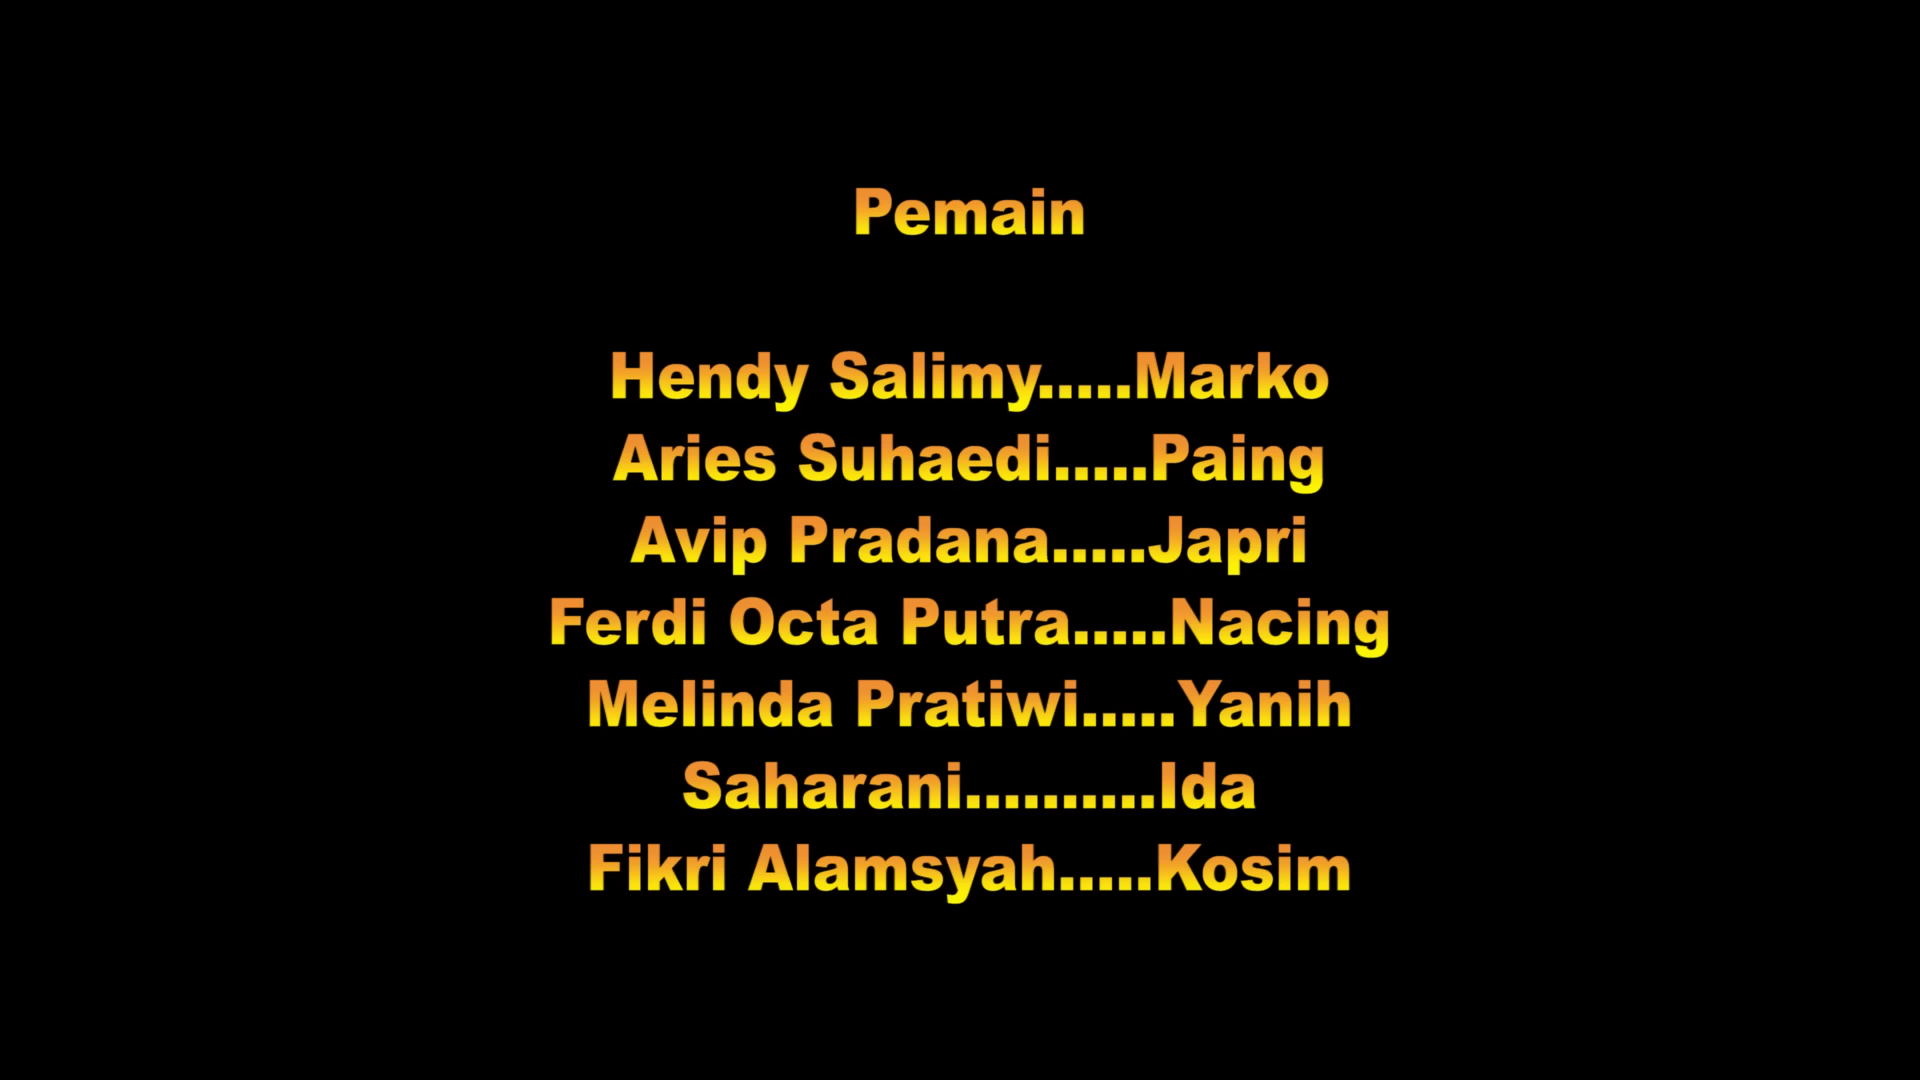 Pemain
Hendy Salimy.....Marko
Aries Suhaedi.....Paing
Avip Pradana.....Japri
Ferdi Octa Putra.....Nacing
Melinda Pratiwi.....Yanih
Saharani..........Ida
Fikri Alamsyah.....Kosim